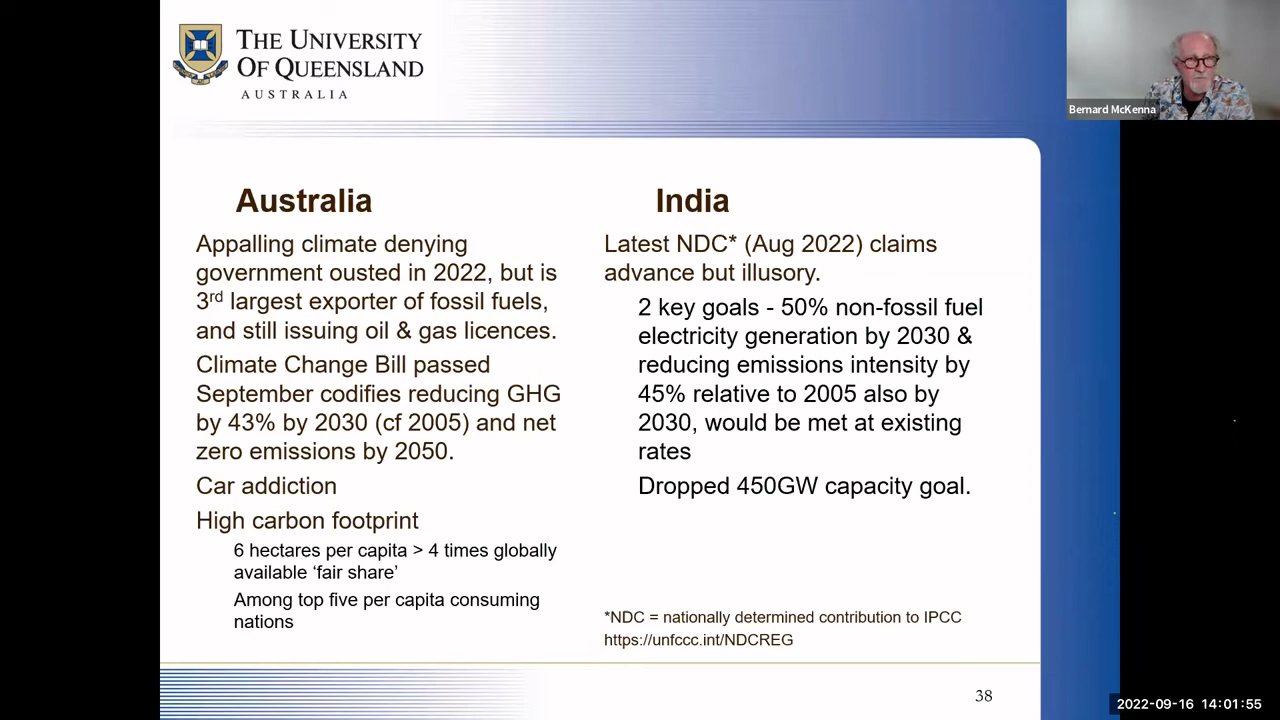 THE UNIVERSITY
OF QUEENSLAND
AUSTRALIA
Bernard McKenna
Australia
Appalling climate denying
government ousted in 2022, but is
3rd largest exporter of fossil fuels,
and still issuing oil & gas licences.
Climate Change Bill passed
September codifies reducing GHG
by 43% by 2030 (cf 2005) and net
zero emissions by 2050.
Car addiction
High carbon footprint
6 hectares per capita > 4 times globally
available ‘fair share’
Among top five per capita consuming
nations
India
Latest NDC* (Aug 2022) claims
advance but illusory.
2 key goals - 50% non-fossil fuel
electricity generation by 2030 &
reducing emissions intensity by
45% relative to 2005 also by
2030, would be met at existing
rates
Dropped 450GW capacity goal.
*NDC = nationally determined contribution to IPCC
https://unfccc.int/NDCREG
38
2022-09-16 14:01:55